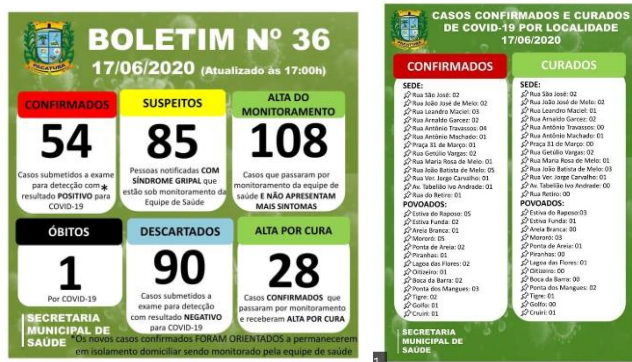 BOLETIM Nº 36
17/06/2020 (Atualizado às 17:00h)
CONFIRMADOS
54
Casos submetidos a exame
para detecção com*
resultado POSITIVO para
COVID-19
SUSPEITOS
85
Pessoas notificadas COM
SÍNDROME GRIPAL que
estão sob monitoramento da
Equipe de Saúde
ALTA DO
MONITORAMENTO
108
Casos que passaram por
monitoramento da equipe de
saúde E NÃO APRESENTAM
MAIS SINTOMAS
ÓBITOS
1
Por COVID-19
DESCARTADOS
90
Casos submetidos a
exame para detecção
com resultado NEGATIVO
para COVID-19
ALTA POR CURA
28
Casos CONFIRMADOS que
passaram por monitoramento
e receberam ALTA POR CURA
SECRETARIA
MUNICIPAL DE
SAÚDE
*Os novos casos confirmados FORAM ORIENTADOS a permanecerem
em isolamento domiciliar sendo monitorado pela equipe de saúde
CASOS CONFIRMADOS E CURADOS
DE COVID-19 POR LOCALIDADE
17/06/2020
CONFIRMADOS
SEDE:
Rua São José: 02
Rua João José de Melo: 02
Rua Leandro Maciel: 03
Rua Arnaldo Garcez: 02
Rua Antônio Travassos: 04
Rua Antônio Machado: 01
Praça 31 de Março: 01
Rua Getúlio Vargas: 02
Rua Maria Rosa de Melo: 01
Rua João Batista de Melo: 05
Rua Ver. Jorge Carvalho: 01
Av. Tabelião Ivo Andrade: 01
Rua do Retiro: 01
POVOADOS:
Estiva do Raposo: 05
Estiva Funda: 02
Areia Branca: 01
Mororó: 05
Ponta de Areia: 02
Piranhas: 01
Lagoa das Flores: 02
Oitizeiro: 01
Boca da Barra: 02
Ponta dos Mangues: 03
Tigre: 02
Golfo: 01
Cruiri: 01
CURADOS
SEDE:
Rua São José: 02
Rua João José de Melo: 02
Rua Leandro Maciel: 01
Rua Arnaldo Garcez: 02
Rua Antônio Travassos: 00
Rua Antônio Machado: 01
Praça 31 de Março: 00
Rua Getúlio Vargas: 02
Rua Maria Rosa de Melo: 01
Rua João Batista de Melo: 03
Rua Ver. Jorge Carvalho: 01
Av. Tabelião Ivo Andrade: 00
Rua Retiro: 00
POVOADOS:
Estiva do Raposo:03
Estiva Funda: 01
Areia Branca: 00
Mororó: 03
Ponta de Areia: 01
Piranhas: 00
Lagoa das Flores: 01
Oitizeiro: 00
Boca da Barra: 00
Ponta dos Mangues: 02
Tigre: 01
Golfo: 00
Cruiri: 01
SECRETARIA
MUNICIPAL DE
SAÚDE